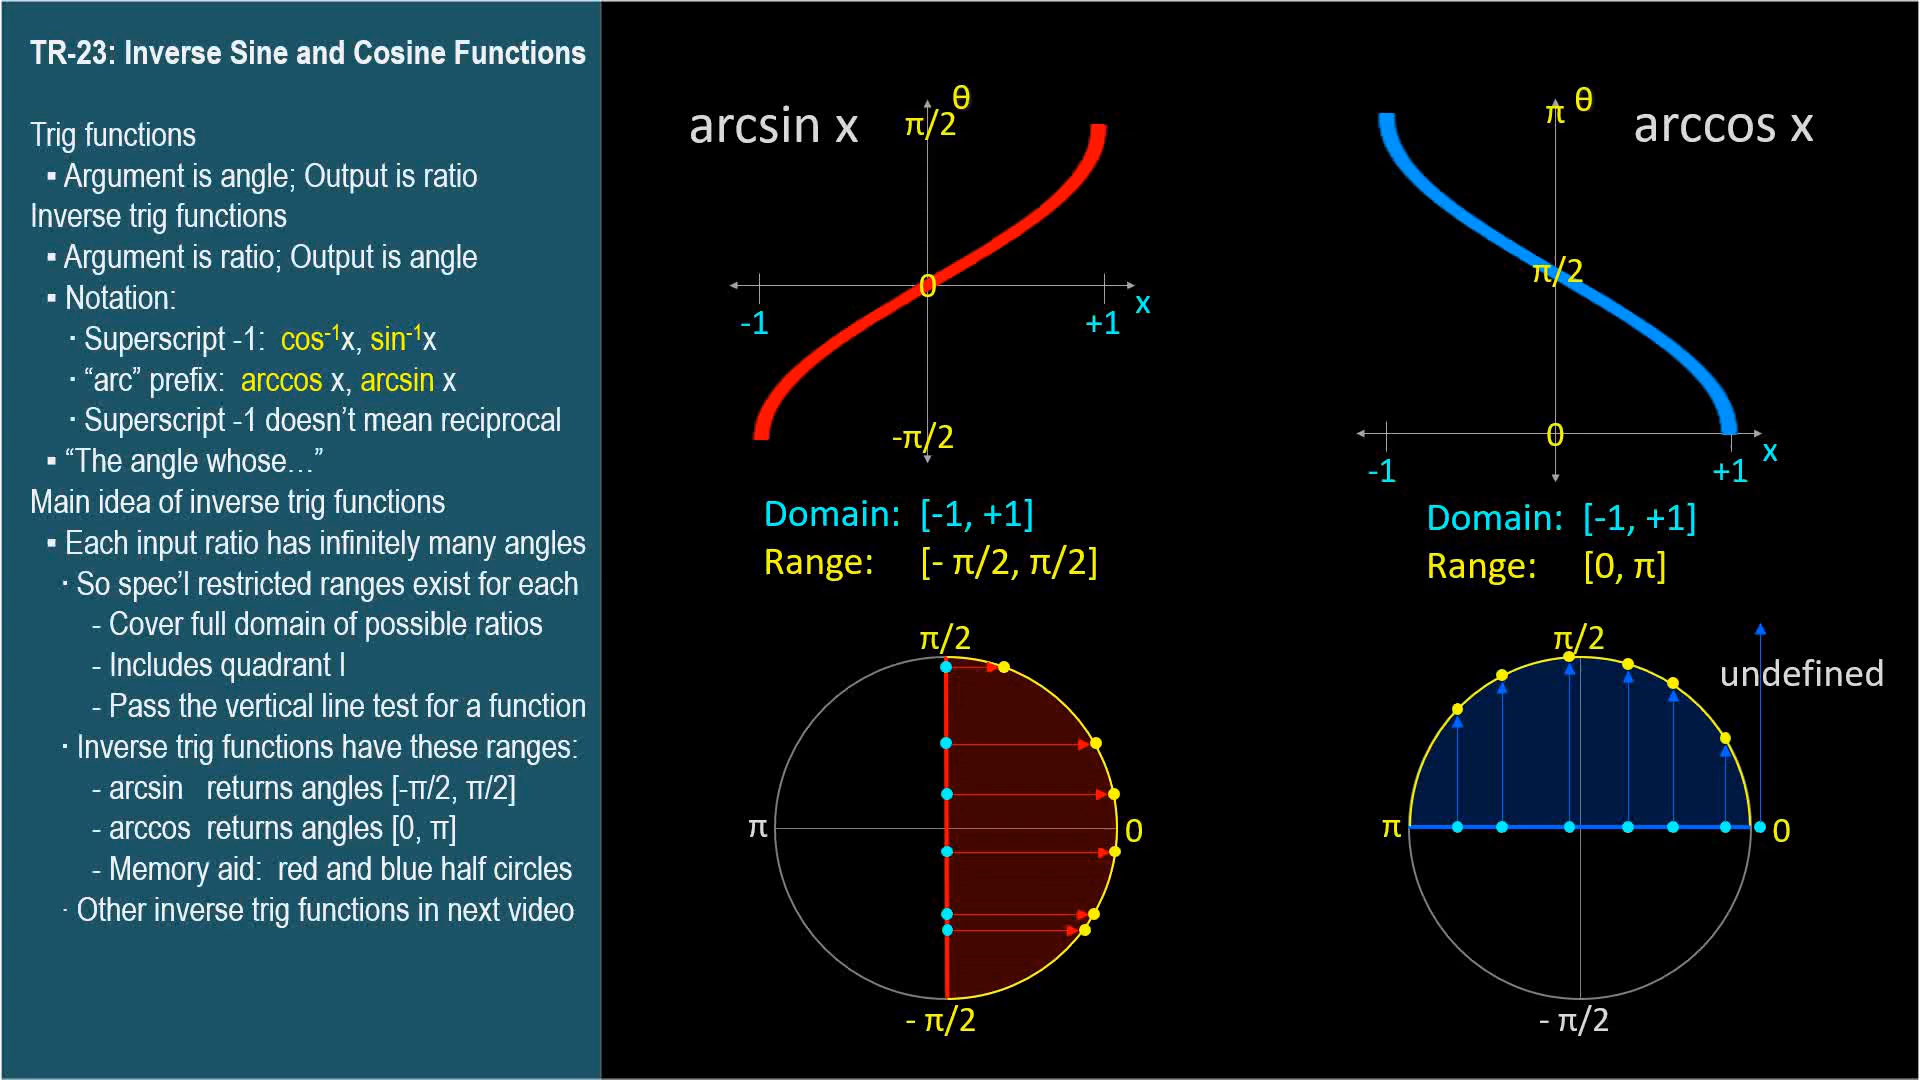 TR-23: Inverse Sine and Cosine Functions
Trig functions
▪ Argument is angle; Output is ratio
Inverse trig functions
▪ Argument is ratio; Output is angle
▪ Notation:
· Superscript -1: cos⁻¹x, sin⁻¹x
· “arc” prefix: arccos x, arcsin x
· Superscript -1 doesn’t mean reciprocal
▪ “The angle whose…”
Main idea of inverse trig functions
▪ Each input ratio has infinitely many angles
· So spec’l restricted ranges exist for each
- Cover full domain of possible ratios
- Includes quadrant I
- Pass the vertical line test for a function
· Inverse trig functions have these ranges:
- arcsin returns angles [-π/2, π/2]
- arccos returns angles [0, π]
- Memory aid: red and blue half circles
· Other inverse trig functions in next video
arcsin x
θ
π/2
0
-1
+1
x
-π/2
Domain: [-1, +1]
Range: [- π/2, π/2]
π/2
π
0
- π/2
arccos x
π
θ
π/2
0
-1
+1
x
Domain: [-1, +1]
Range: [0, π]
π/2
undefined
π
0
- π/2